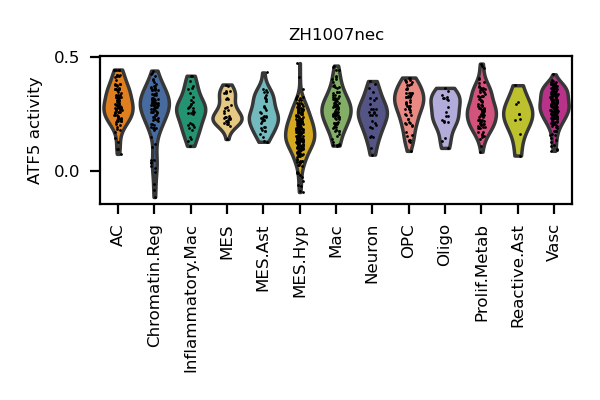 ZH1007nec
ATF5 activity
0.5
0.0
AC
Chromatin.Reg
Inflammatory.Mac
MES
MES.Ast
MES.Hyp
Mac
Neuron
OPC
Oligo
Prolif.Metab
Reactive.Ast
Vasc